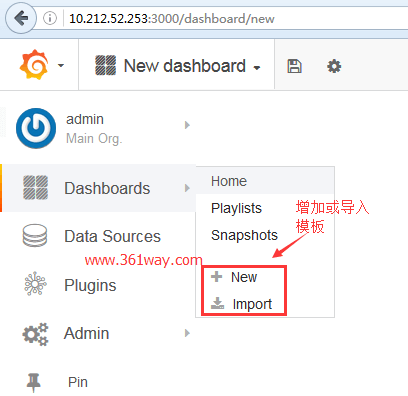 10.212.52.253:3000/dashboard/new
New dashboard
admin
Main Org.
Dashboards
Home
Playlists
Snapshots
New
Import
增加或导入
模板
Data Sources
www.361way.com
Plugins
Admin
Pin